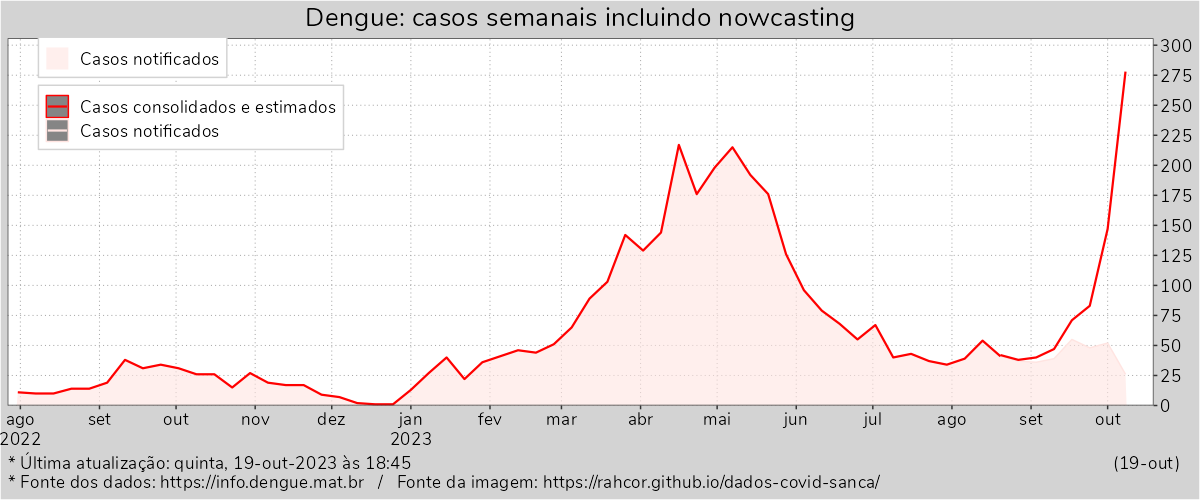 Dengue: casos semanais incluindo nowcasting
Casos notificados
Casos consolidados e estimados
Casos notificados
300
275
250
225
200
175
150
125
100
75
50
25
0
ago set out nov dez jan fev mar abr mai jun jul ago set out
2022 2023
* Última atualização: quinta, 19-out-2023 às 18:45 (19-out)
* Fonte dos dados: https://info.dengue.mat.br / Fonte da imagem: https://rahcor.github.io/dados-covid-sanca/